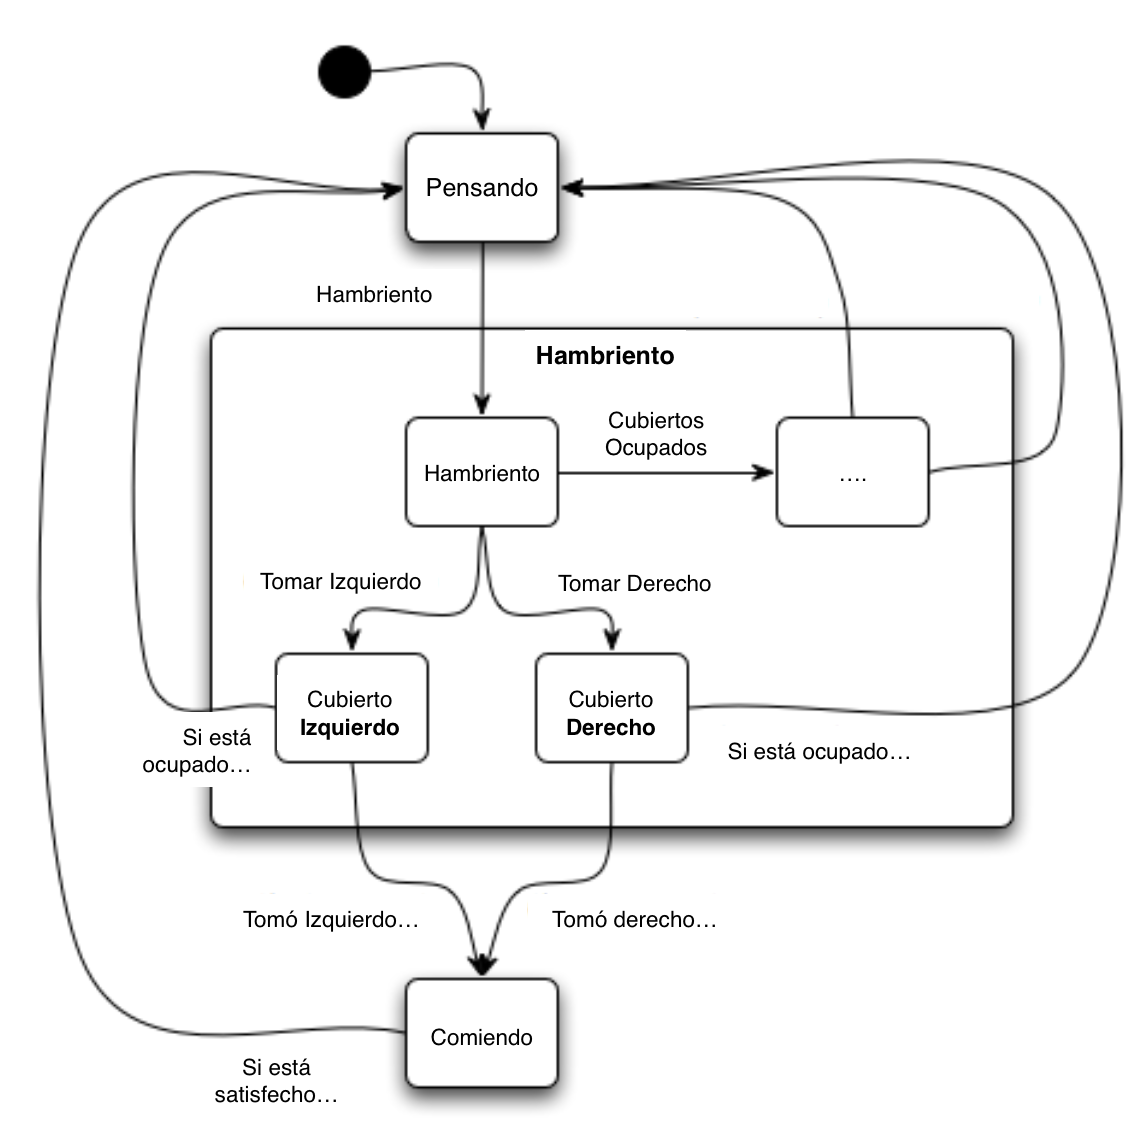 Pensando
Hambriento
Hambriento
Cubiertos
Ocupados
Hambriento
….
Tomar Izquierdo
Tomar Derecho
Cubierto
Izquierdo
Cubierto
Derecho
Si está
ocupado…
Si está ocupado…
Tomó Izquierdo…
Tomó derecho…
Comiendo
Si está
satisfecho…